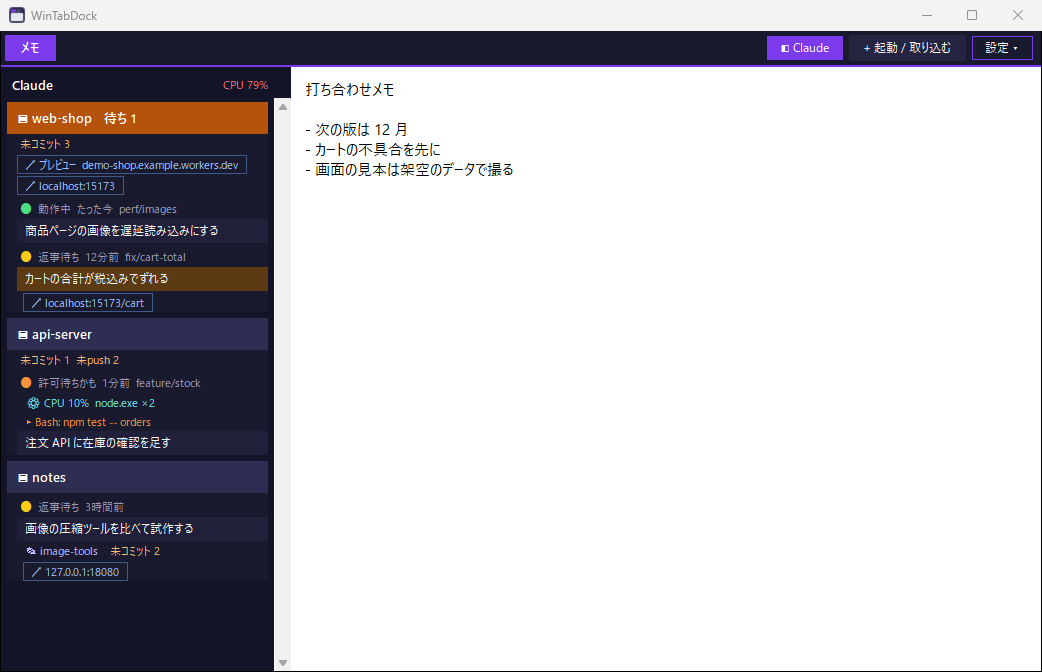 WinTabDock
メモ
Claude
+ 起動 / 取り込む
設定
Claude
CPU 79%
web-shop 待ち 1
未コミット 3
プレビュー demo-shop.example.workers.dev
localhost:15173
動作中 たった今 perf/images
商品ページの画像を遅延読み込みにする
返事待ち 12分前 fix/cart-total
カートの合計が税込みでずれる
localhost:15173/cart
api-server
未コミット 1 未push 2
許可待ちかも 1分前 feature/stock
CPU 10% node.exe ×2
Bash: npm test -- orders
注文 API に在庫の確認を足す
notes
返事待ち 3時間前
画像の圧縮ツールを比べて試作する
image-tools 未コミット 2
127.0.0.1:18080
打ち合わせメモ
- 次の版は 12 月
- カートの不具合を先に
- 画面の見本は架空のデータで撮る